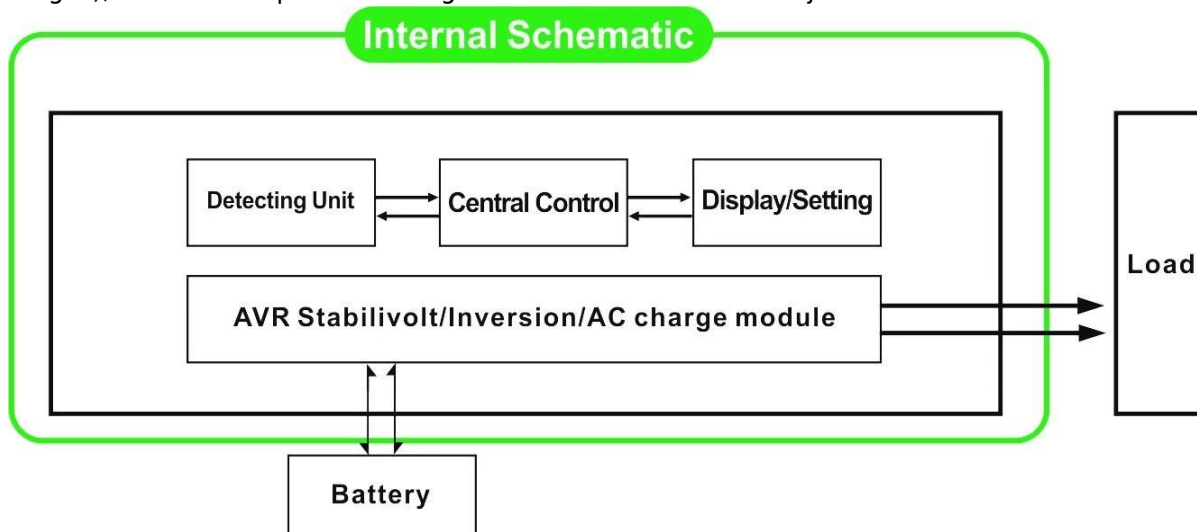 Internal Schematic
Detecting Unit
Central Control
Display/Setting
Load
AVR Stabilivolt/Inversion/AC charge module
Battery